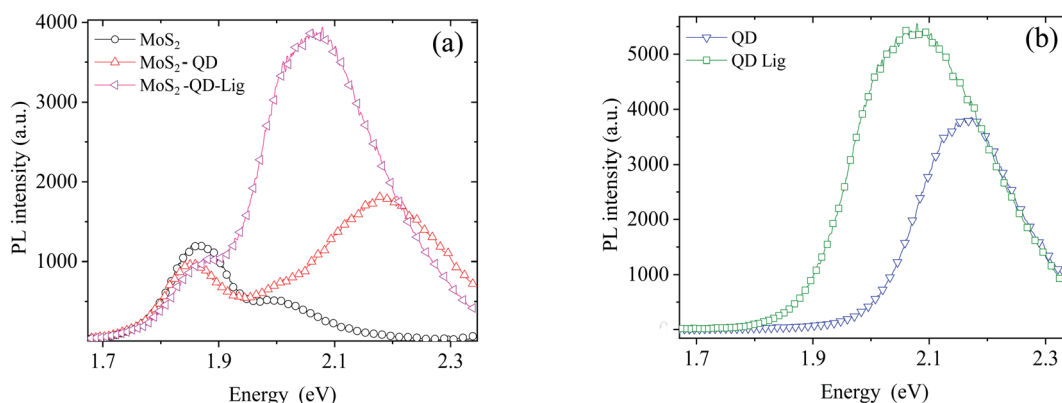 (a)
MoS₂
MoS₂- QD
MoS₂ -QD-Lig
PL intensity (a.u.)
4000
3000
2000
1000
1.7
1.9
2.1
2.3
Energy (eV)
(b)
QD
QD Lig
PL intensity (a.u.)
5000
4000
3000
2000
1000
1.7
1.9
2.1
2.3
Energy (eV)